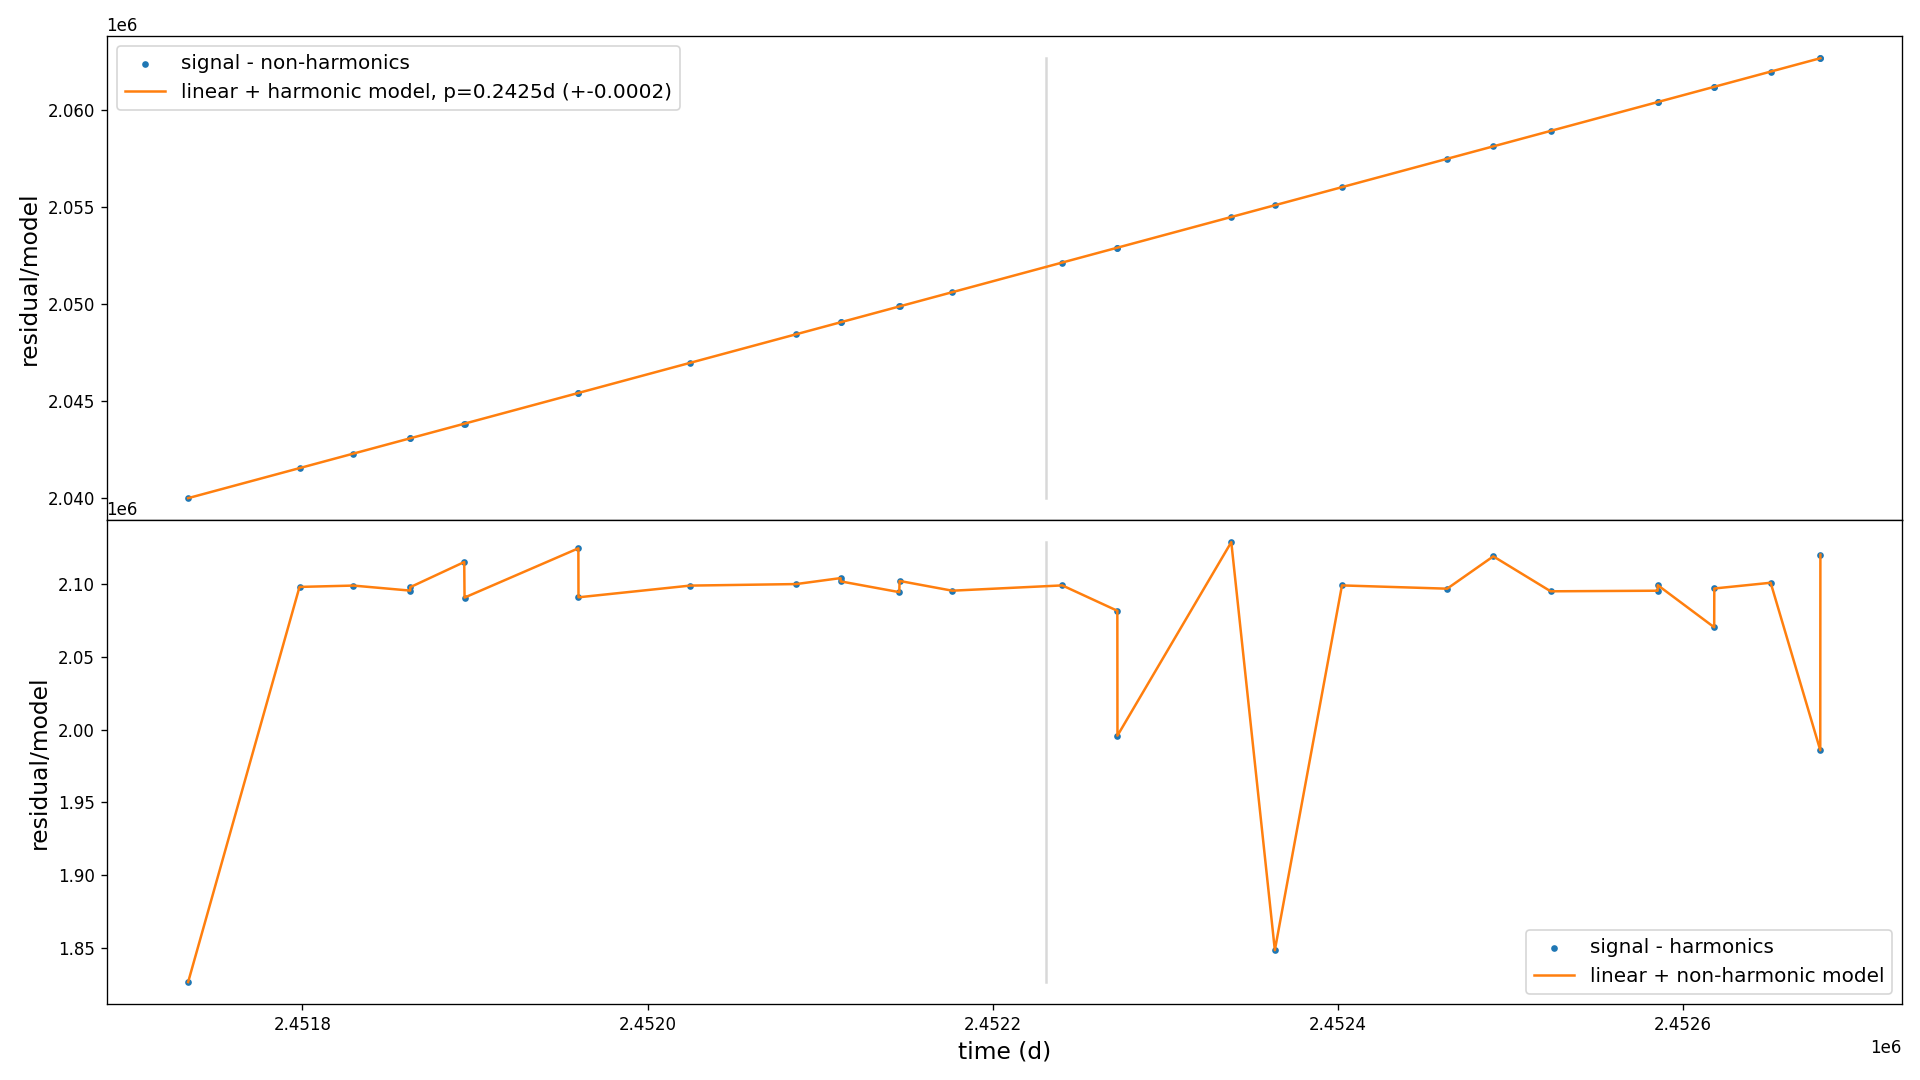 1e6
signal - non-harmonics
linear + harmonic model, p=0.2425d (+-0.0002)
2.060
2.055
2.050
2.045
2.040
residual/model
1e6
2.10
2.05
2.00
1.95
1.90
1.85
residual/model
signal - harmonics
linear + non-harmonic model
2.4518
2.4520
2.4522
2.4524
2.4526
time (d)
1e6